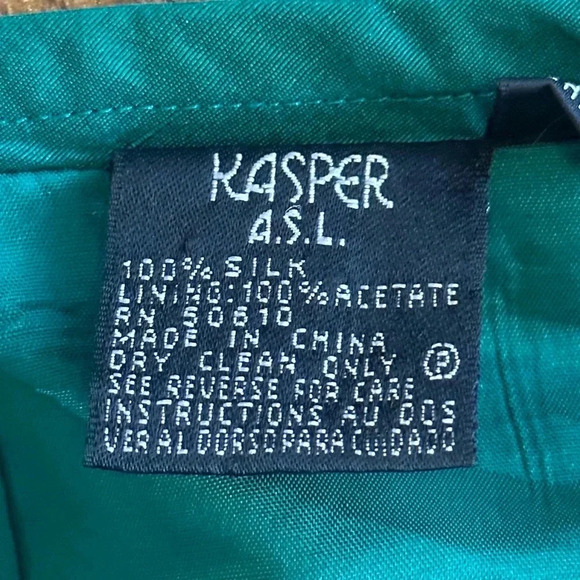 KASPER
A.S.L.
100% SILK
LINING:100% ACETATE
RN 50610
MADE IN CHINA
DRY CLEAN ONLY Ⓟ
SEE REVERSE FOR CARE
INSTRUCTIONS AU DOS
VER AL DORSO PARA CUIDADO